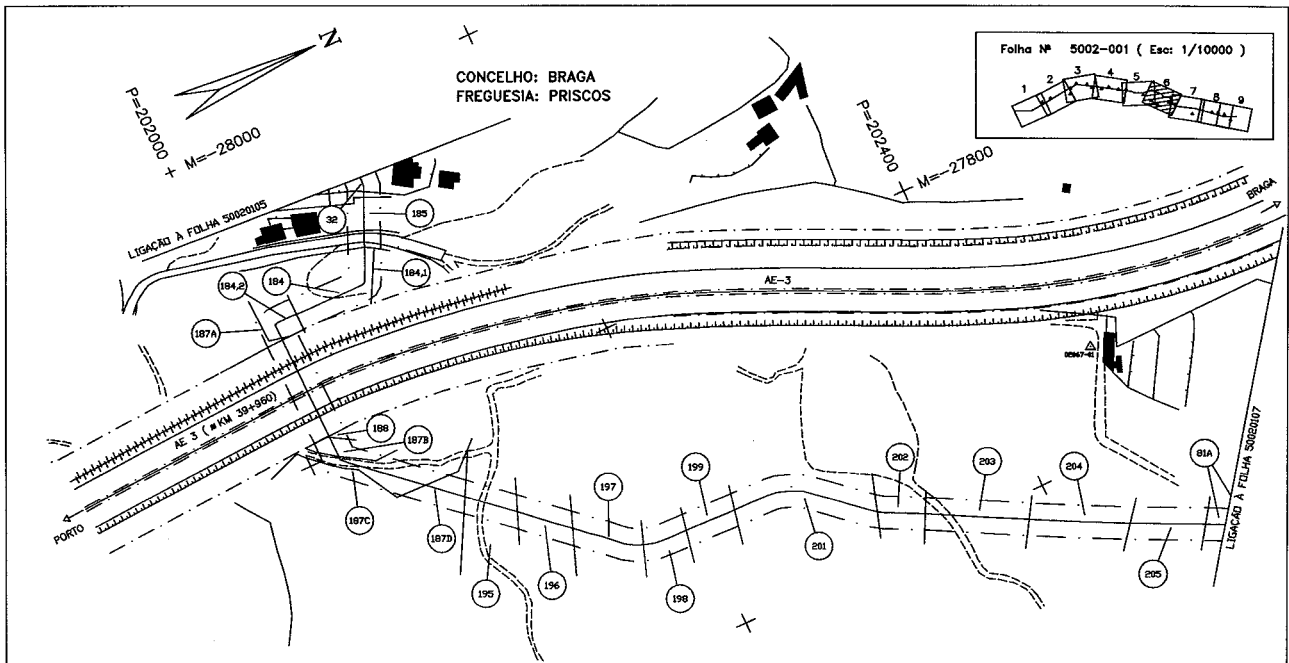 N
CONCELHO: BRAGA
FREGUESIA: PRISCOS
Folha Nº 5002-001 ( Esc: 1/10000 )
1 2 3 4 5 6 7 8 9
P=202000
M=-28000
P=202400
M=-27800
LIGAÇÃO À FOLHA 50020105
32
185
184,1
184
184,2
187A
BRAGA
AE-3
AE 3 ( KM 39+960)
PORTO
188
187B
187C
187D
195
196
197
198
199
201
202
203
204
205
81A
LIGAÇÃO À FOLHA 50020107